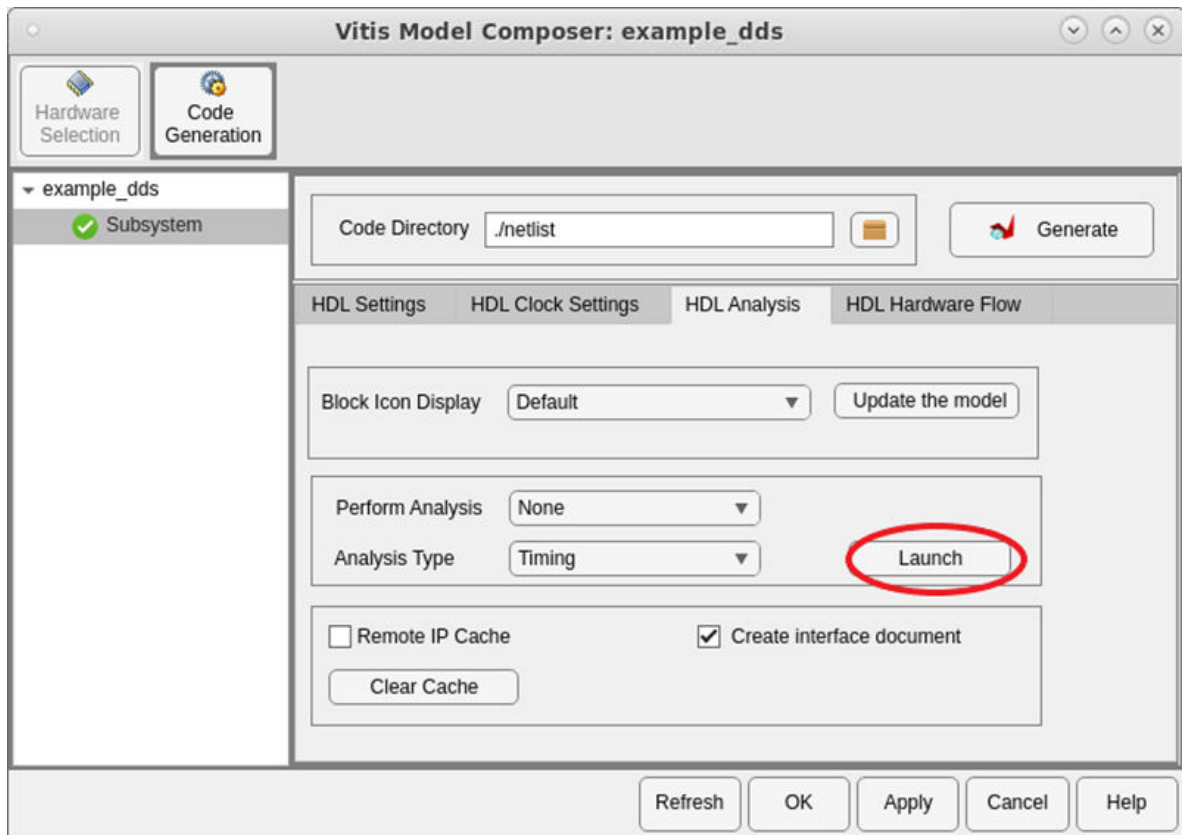 Vitis Model Composer: example_dds
Hardware
Selection
Code
Generation
example_dds
Subsystem
Code Directory ./netlist Generate
HDL Settings HDL Clock Settings HDL Analysis HDL Hardware Flow
Block Icon Display Default Update the model
Perform Analysis None
Analysis Type Timing Launch
Remote IP Cache Create interface document
Clear Cache
Refresh OK Apply Cancel Help